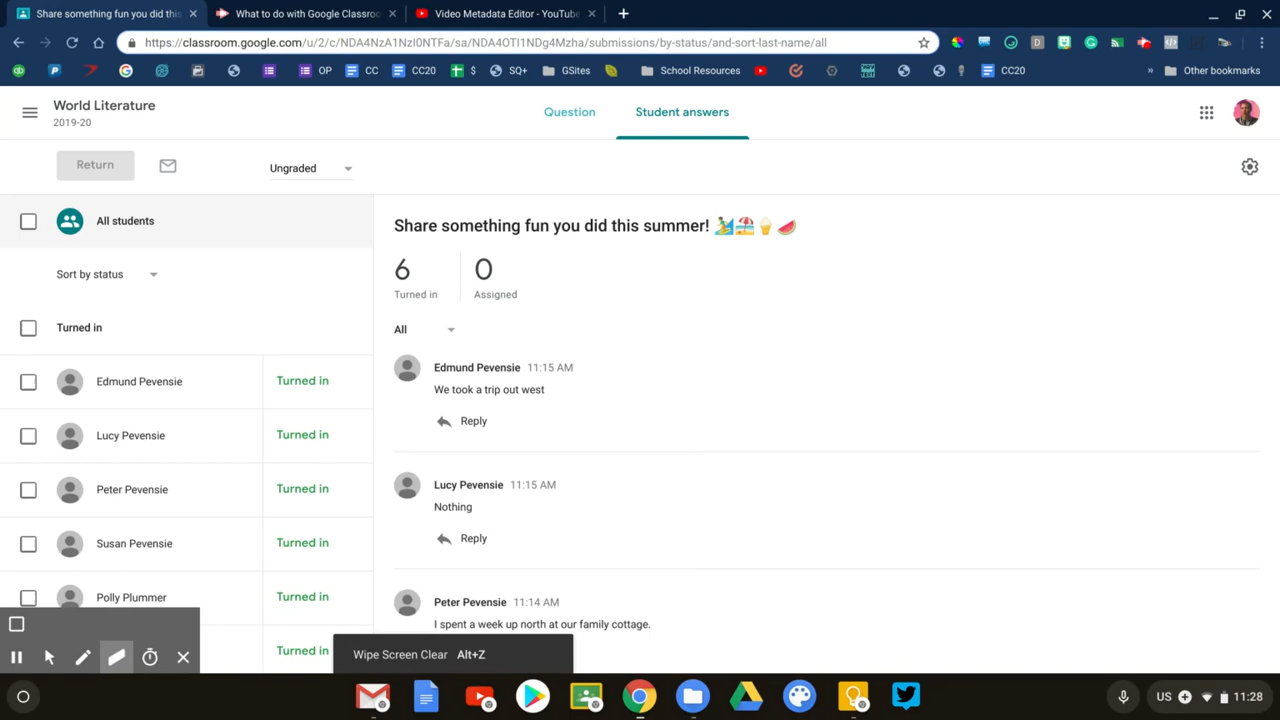 Share something fun you did this
What to do with Google Classroo
Video Metadata Editor - YouTube
https://classroom.google.com/u/2/c/NDA4NzA1NzI0NTFa/sa/NDA4OTI1NDg4Mzha/submissions/by-status/and-sort-last-name/all
OP
CC
CC20
$
SQ+
GSites
School Resources
CC20
»
Other bookmarks
World Literature
2019-20
Question
Student answers
Return
Ungraded
All students
Sort by status
Turned in
Edmund Pevensie
Turned in
Lucy Pevensie
Turned in
Peter Pevensie
Turned in
Susan Pevensie
Turned in
Polly Plummer
Turned in
Turned in
Share something fun you did this summer! 🏄🏖️🍦🍉
6
0
Turned in
Assigned
All
Edmund Pevensie 11:15 AM
We took a trip out west
Reply
Lucy Pevensie 11:15 AM
Nothing
Reply
Peter Pevensie 11:14 AM
I spent a week up north at our family cottage.
Wipe Screen Clear Alt+Z
US
11:28